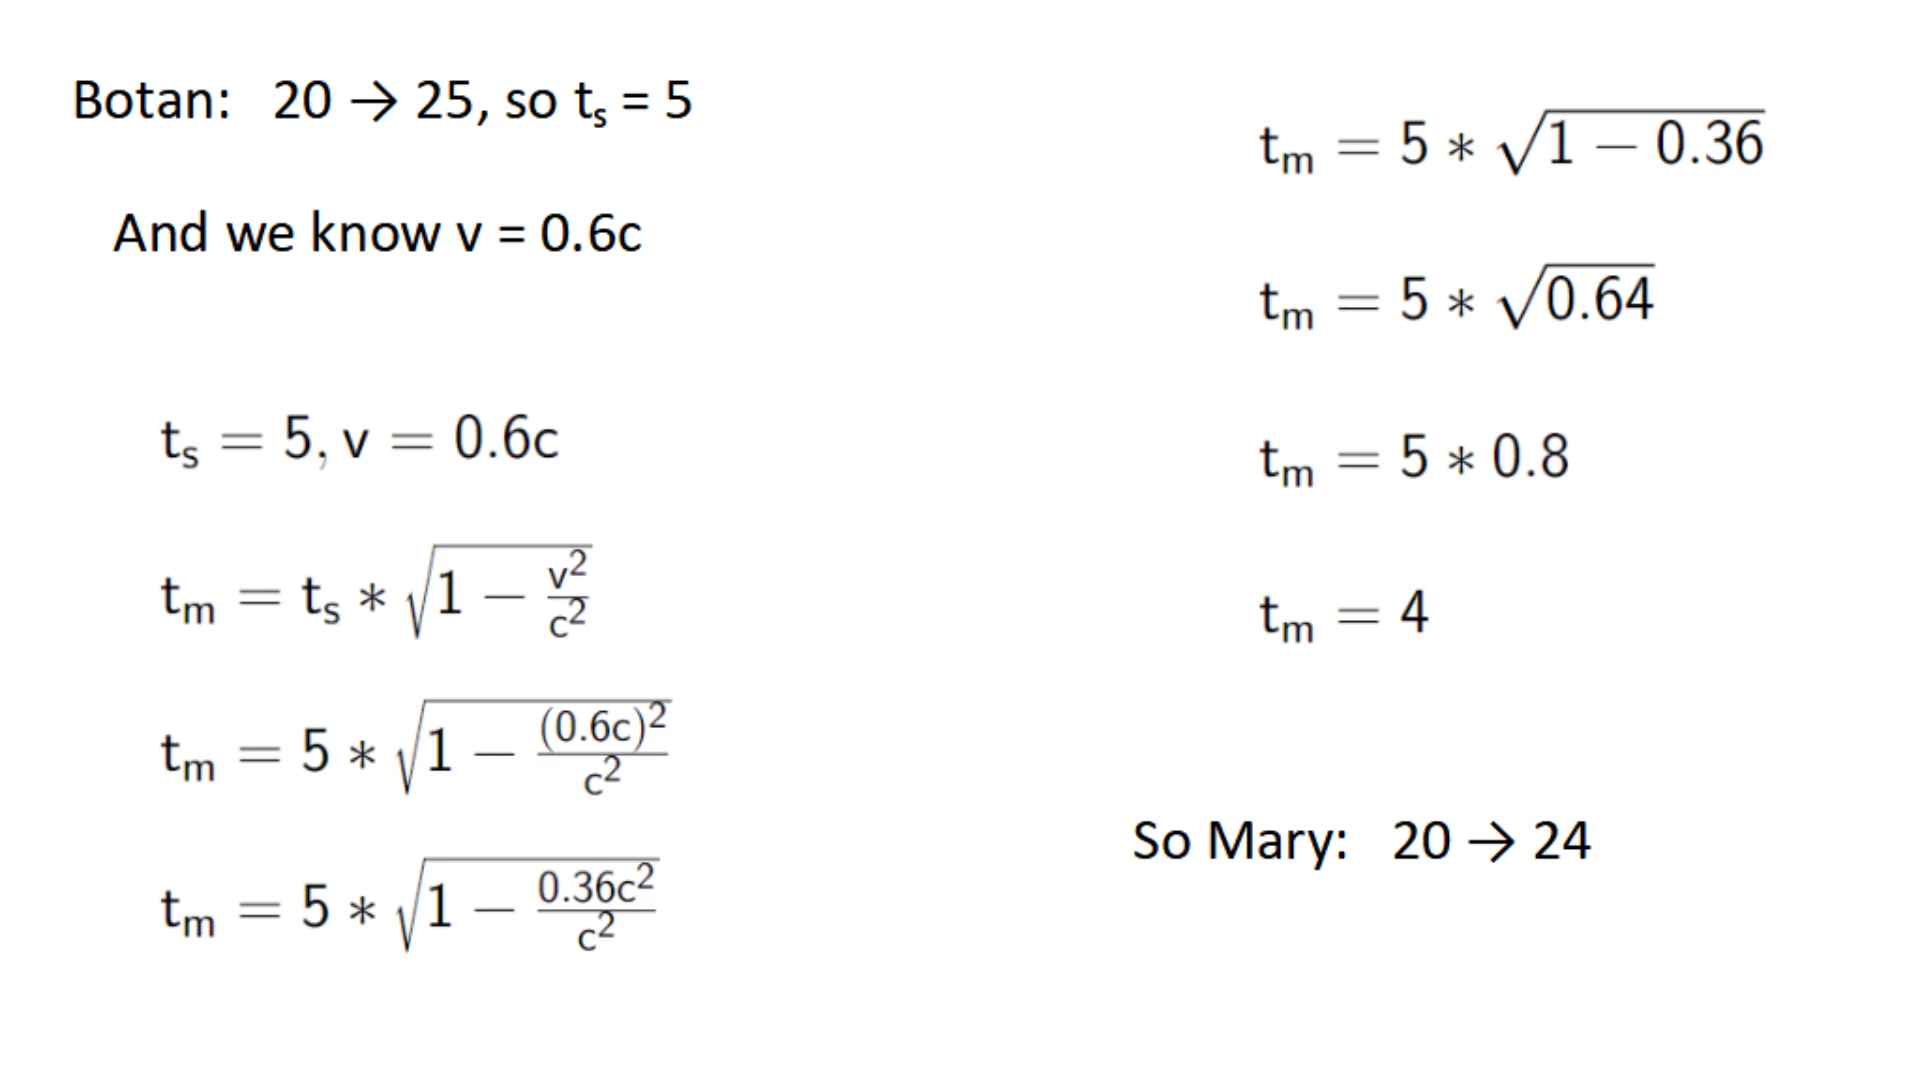 Botan: 20 → 25, so tₛ = 5
And we know v = 0.6c
tₛ = 5, v = 0.6c
tₘ = tₛ * √(1 − v²/c²)
tₘ = 5 * √(1 − (0.6c)²/c²)
tₘ = 5 * √(1 − 0.36c²/c²)
tₘ = 5 * √(1 − 0.36)
tₘ = 5 * √0.64
tₘ = 5 * 0.8
tₘ = 4
So Mary: 20 → 24